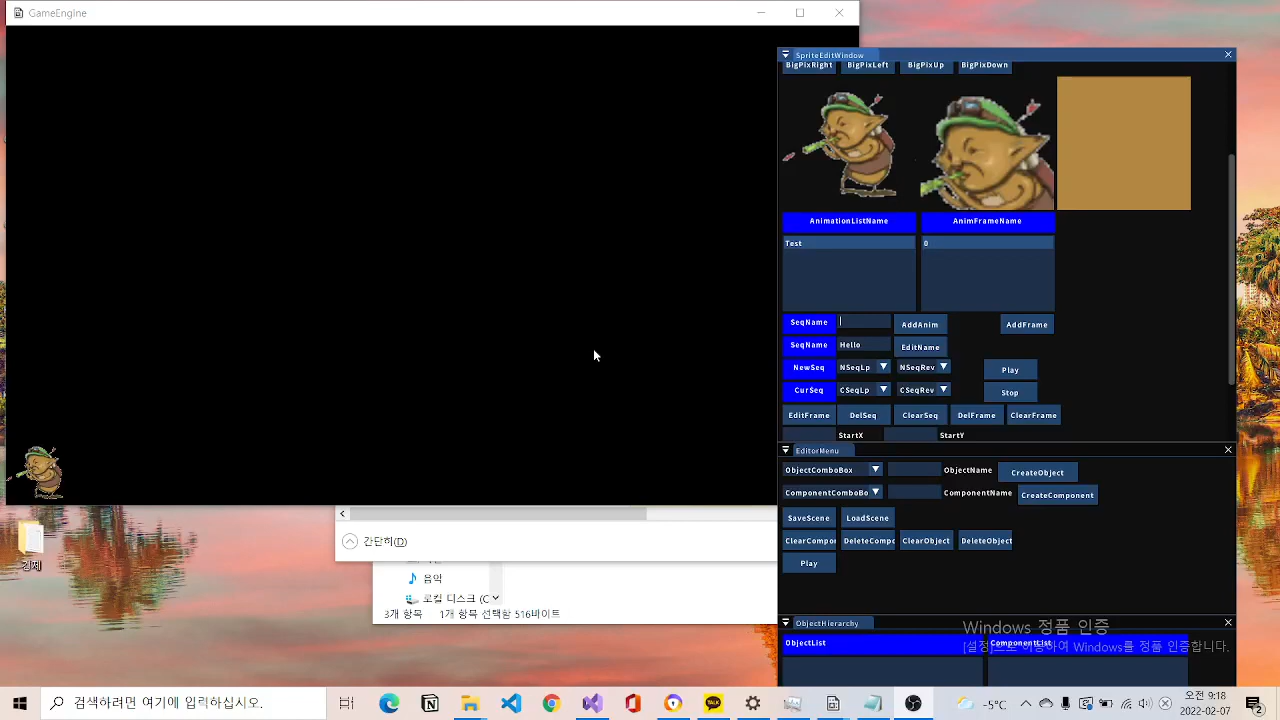 GameEngine
SpriteEditWindow
BigPixRight BigPixLeft BigPixUp BigPixDown
AnimationListName AnimFrameName
Test 0
SeqName AddAnim AddFrame
SeqName Hello EditName
NewSeq NSeqLp NSeqRev Play
CurSeq CSeqLp CSeqRev Stop
EditFrame DelSeq ClearSeq DelFrame ClearFrame
StartX StartY
EditorMenu
ObjectComboBox ObjectName CreateObject
ComponentComboBo ComponentName CreateComponent
SaveScene LoadScene
ClearCompor DeleteCompo ClearObject DeleteObject
Play
ObjectHierarchy
ObjectList ComponentList
간단히(D)
음악
로컬 디스크 (C
3개 항목 1개 항목 선택함 516바이트
Windows 정품 인증
[설정]으로 이동하여 Windows를 정품 인증합니다.
검색하려면 여기에 입력하십시오.
TALK
-5°C
오전 9:18
2022-02-07
2